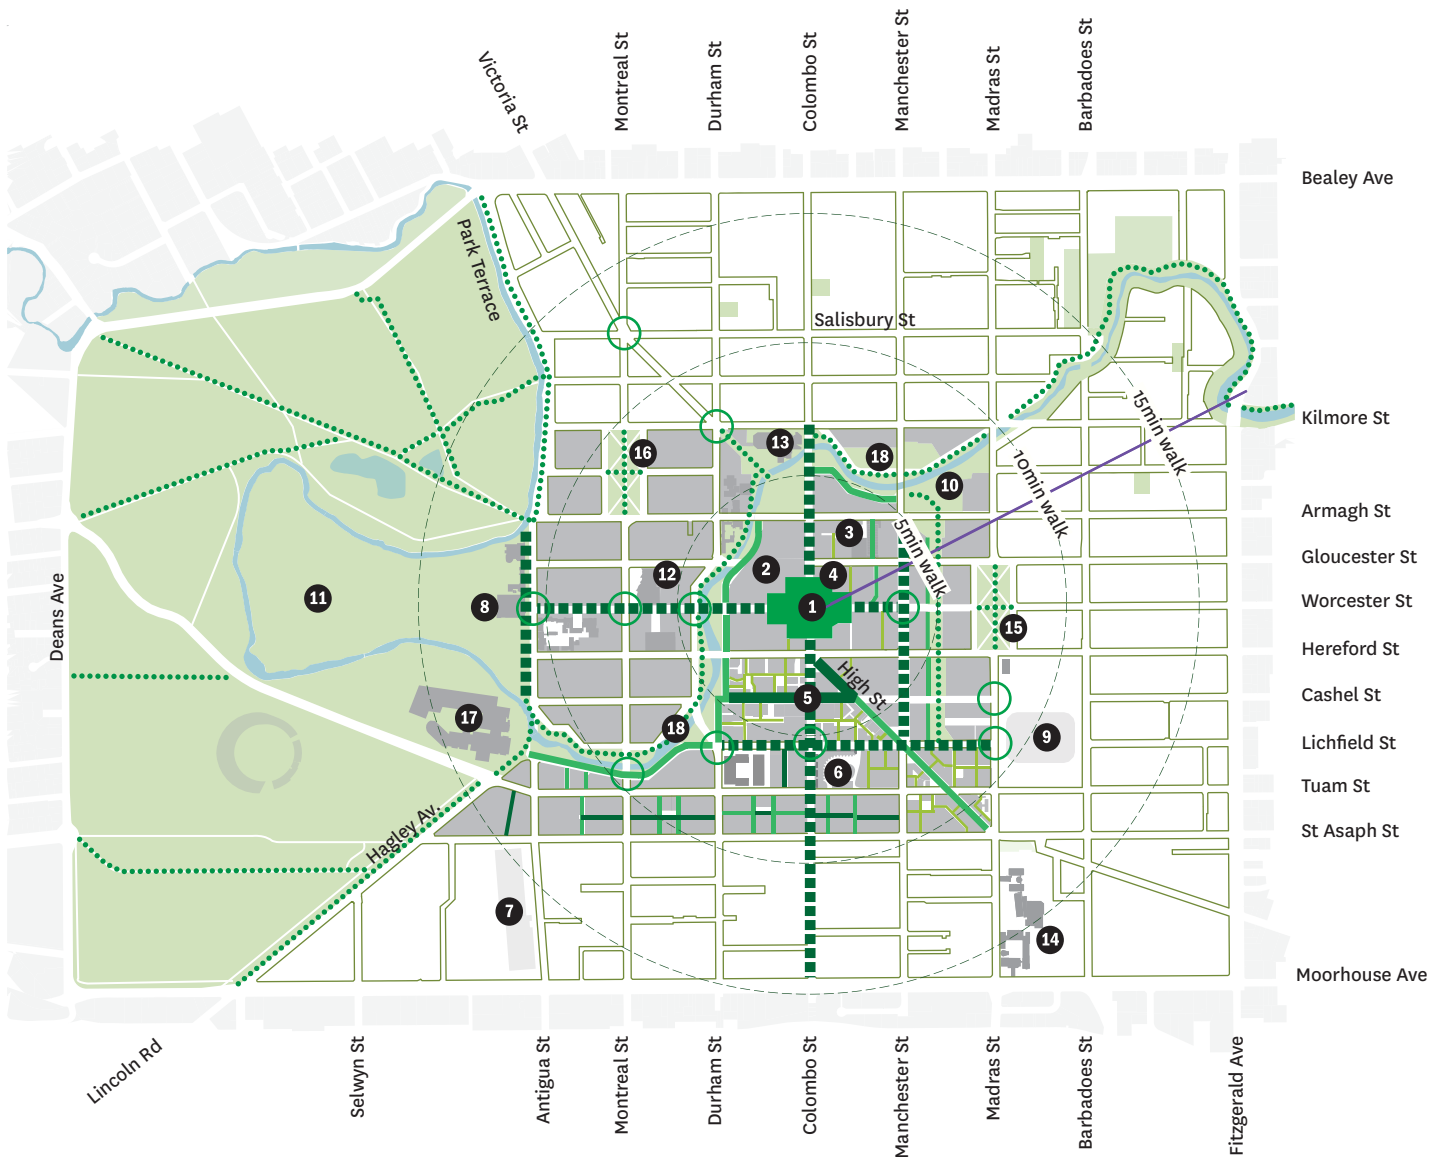 Victoria St
Montreal St
Durham St
Colombo St
Manchester St
Madras St
Barbadoes St
Bealey Ave
Park Terrace
Salisbury St
15min walk
Kilmore St
13
16
18
10min walk
10
Armagh St
5min walk
3
Gloucester St
2
4
12
11
8
1
Worcester St
15
Deans Ave
Hereford St
High St
5
Cashel St
17
18
9
Lichfield St
6
Tuam St
Hagley Av.
St Asaph St
7
14
Moorhouse Ave
Lincoln Rd
Selwyn St
Antigua St
Montreal St
Durham St
Colombo St
Manchester St
Madras St
Barbadoes St
Fitzgerald Ave